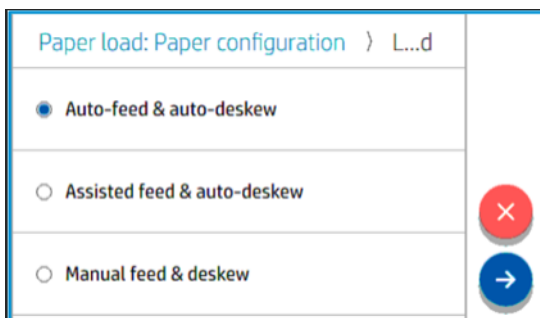 Paper load: Paper configuration 〉 L...d
Auto-feed & auto-deskew
Assisted feed & auto-deskew
Manual feed & deskew